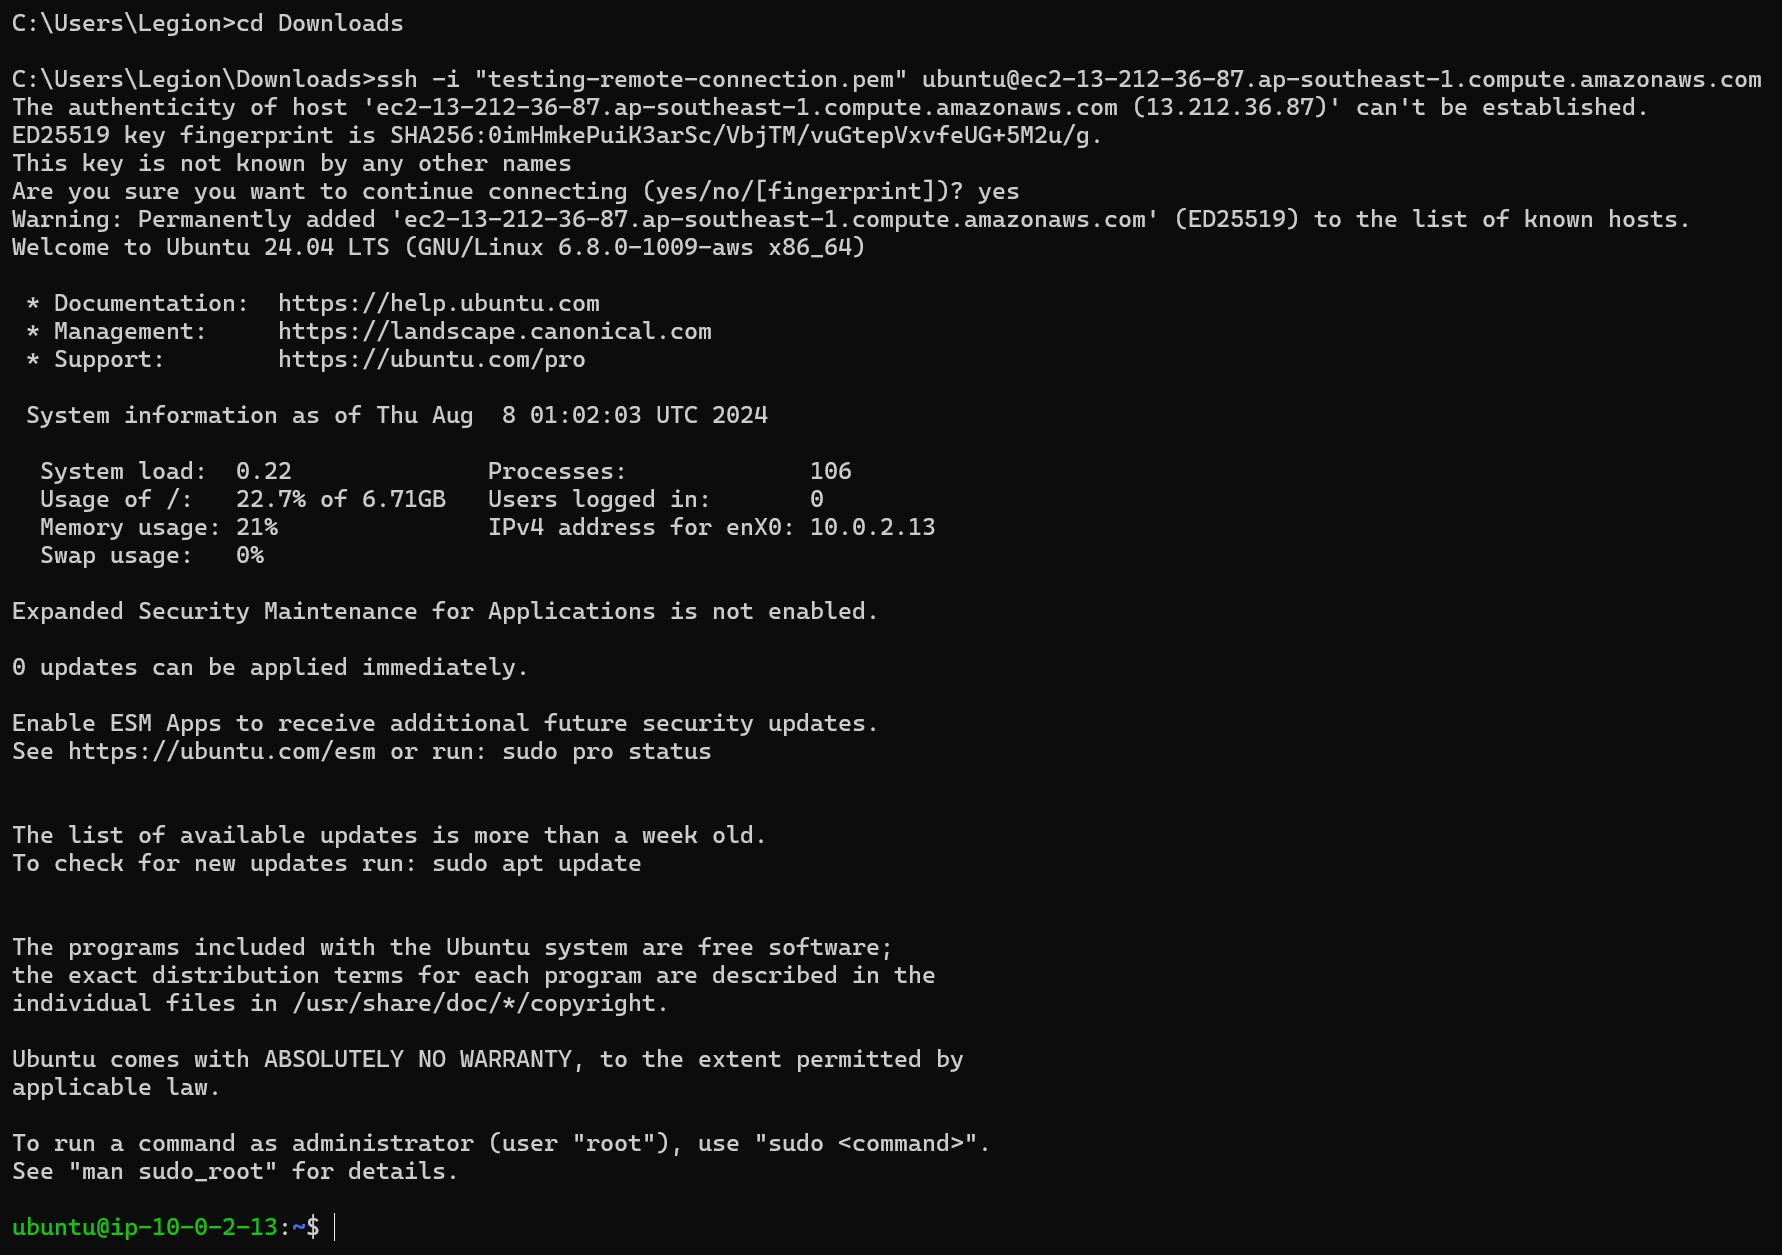 C:\Users\Legion>cd Downloads
C:\Users\Legion\Downloads>ssh -i "testing-remote-connection.pem" ubuntu@ec2-13-212-36-87.ap-southeast-1.compute.amazonaws.com
The authenticity of host 'ec2-13-212-36-87.ap-southeast-1.compute.amazonaws.com (13.212.36.87)' can't be established.
ED25519 key fingerprint is SHA256:0imHmkePuiK3arSc/VbjTM/vuGtepVxvfeUG+5M2u/g.
This key is not known by any other names
Are you sure you want to continue connecting (yes/no/[fingerprint])? yes
Warning: Permanently added 'ec2-13-212-36-87.ap-southeast-1.compute.amazonaws.com' (ED25519) to the list of known hosts.
Welcome to Ubuntu 24.04 LTS (GNU/Linux 6.8.0-1009-aws x86_64)
 * Documentation:  https://help.ubuntu.com
 * Management:     https://landscape.canonical.com
 * Support:        https://ubuntu.com/pro
 System information as of Thu Aug  8 01:02:03 UTC 2024
  System load:  0.22              Processes:             106
  Usage of /:   22.7% of 6.71GB   Users logged in:       0
  Memory usage: 21%               IPv4 address for enX0: 10.0.2.13
  Swap usage:   0%
Expanded Security Maintenance for Applications is not enabled.
0 updates can be applied immediately.
Enable ESM Apps to receive additional future security updates.
See https://ubuntu.com/esm or run: sudo pro status
The list of available updates is more than a week old.
To check for new updates run: sudo apt update
The programs included with the Ubuntu system are free software;
the exact distribution terms for each program are described in the
individual files in /usr/share/doc/*/copyright.
Ubuntu comes with ABSOLUTELY NO WARRANTY, to the extent permitted by
applicable law.
To run a command as administrator (user "root"), use "sudo <command>".
See "man sudo_root" for details.
ubuntu@ip-10-0-2-13:~$